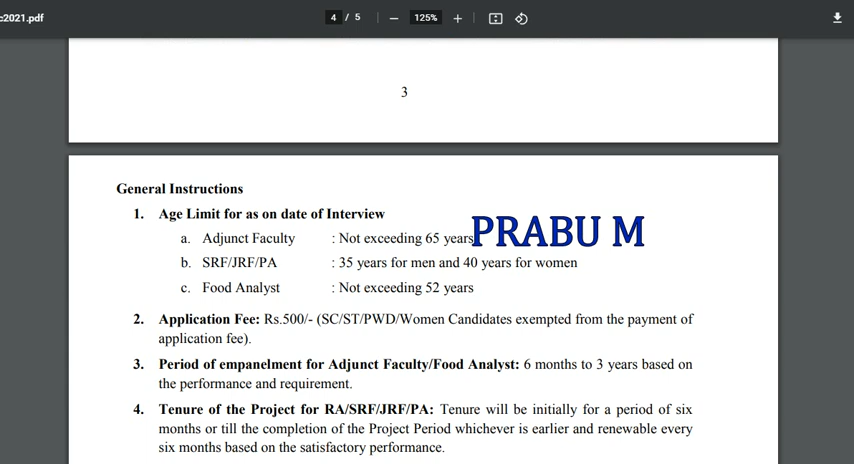 c2021.pdf
4 / 5
125%
3
General Instructions
1. Age Limit for as on date of Interview
a. Adjunct Faculty : Not exceeding 65 years
PRABU M
b. SRF/JRF/PA : 35 years for men and 40 years for women
c. Food Analyst : Not exceeding 52 years
2. Application Fee: Rs.500/- (SC/ST/PWD/Women Candidates exempted from the payment of
application fee).
3. Period of empanelment for Adjunct Faculty/Food Analyst: 6 months to 3 years based on
the performance and requirement.
4. Tenure of the Project for RA/SRF/JRF/PA: Tenure will be initially for a period of six
months or till the completion of the Project Period whichever is earlier and renewable every
six months based on the satisfactory performance.